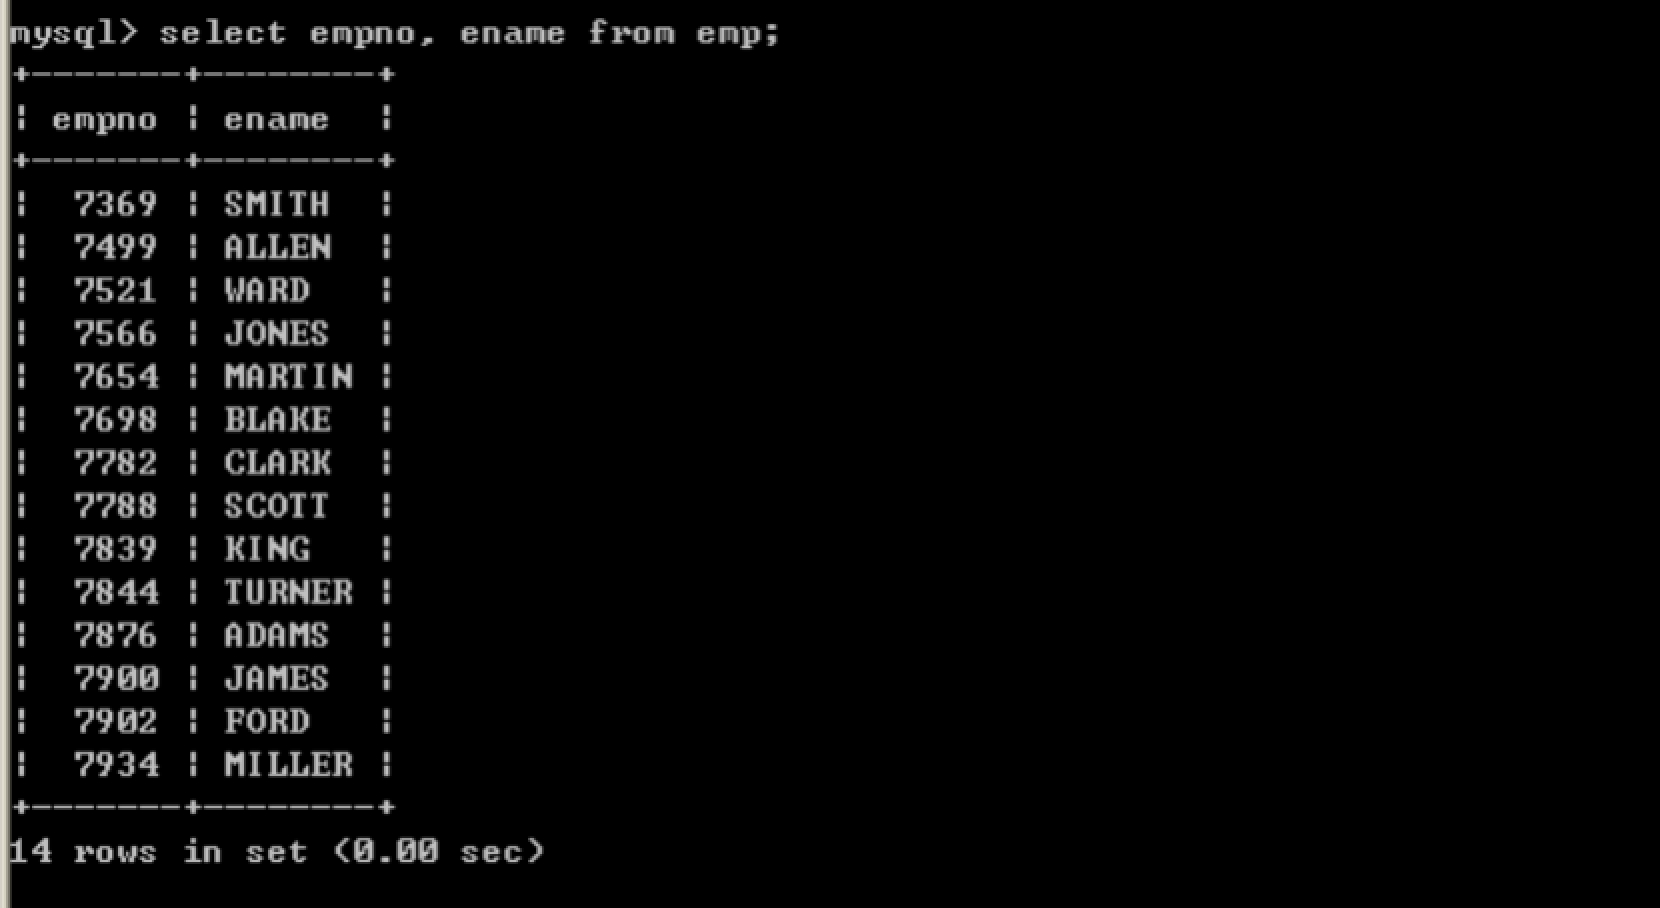 mysql> select empno, ename from emp;
+-------+--------+
| empno | ename  |
+-------+--------+
|  7369 | SMITH  |
|  7499 | ALLEN  |
|  7521 | WARD   |
|  7566 | JONES  |
|  7654 | MARTIN |
|  7698 | BLAKE  |
|  7782 | CLARK  |
|  7788 | SCOTT  |
|  7839 | KING   |
|  7844 | TURNER |
|  7876 | ADAMS  |
|  7900 | JAMES  |
|  7902 | FORD   |
|  7934 | MILLER |
+-------+--------+
14 rows in set (0.00 sec)